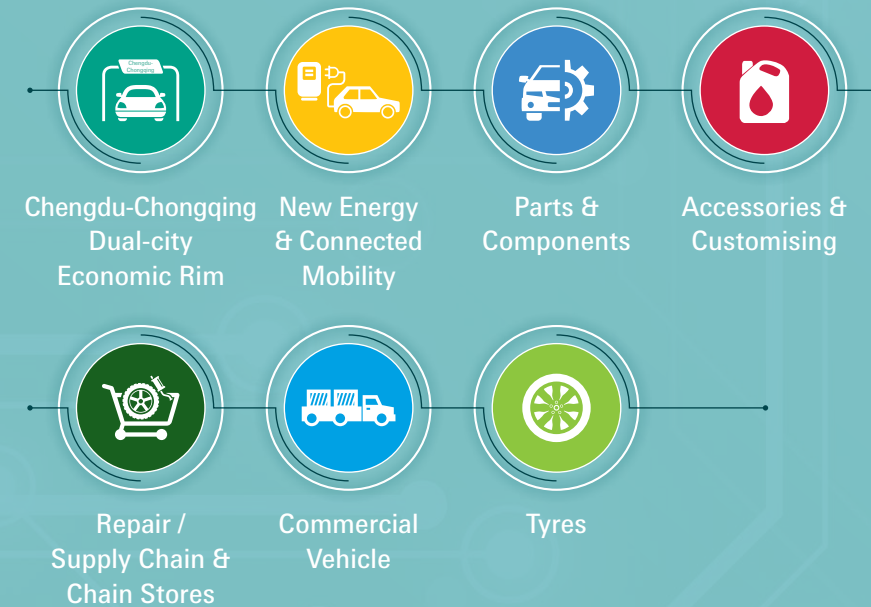 Chengdu-
Chongqing
Chengdu-Chongqing
Dual-city
Economic Rim
New Energy
& Connected
Mobility
Parts &
Components
Accessories &
Customising
Repair /
Supply Chain &
Chain Stores
Commercial
Vehicle
Tyres